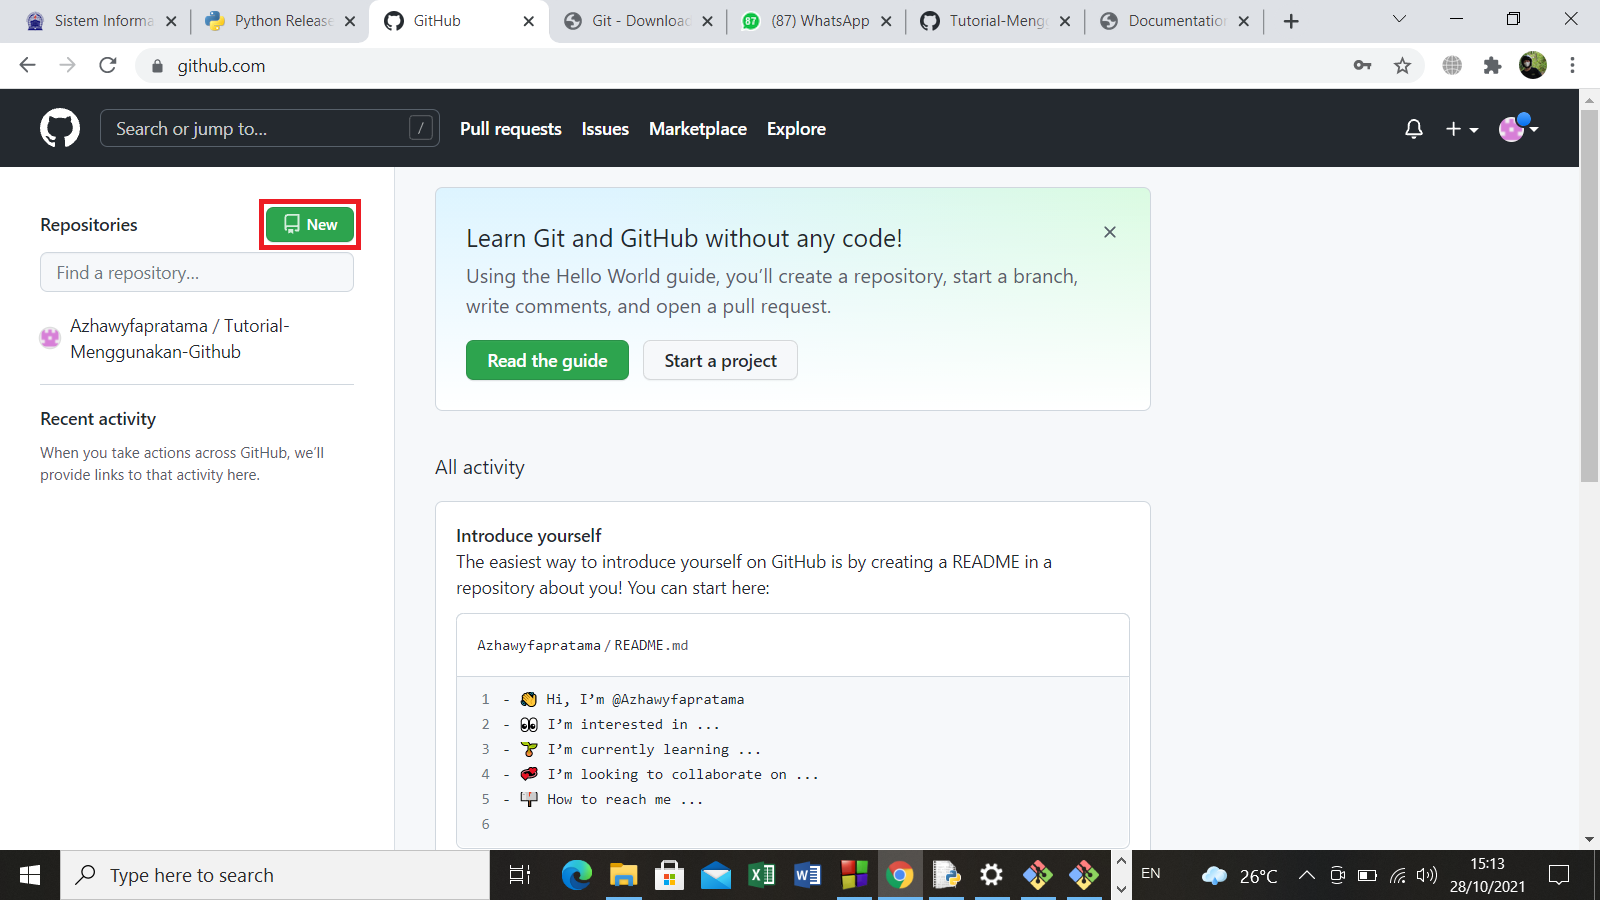 Sistem Informa
Python Release
GitHub
Git - Download
87
(87) WhatsApp
Tutorial-Meng
Documentation
github.com
Search or jump to...
/
Pull requests
Issues
Marketplace
Explore
Repositories
New
Find a repository...
Azhawyfapratama / Tutorial-
Menggunakan-Github
Recent activity
When you take actions across GitHub, we'll
provide links to that activity here.
Learn Git and GitHub without any code!
Using the Hello World guide, you'll create a repository, start a branch,
write comments, and open a pull request.
Read the guide
Start a project
All activity
Introduce yourself
The easiest way to introduce yourself on GitHub is by creating a README in a
repository about you! You can start here:
Azhawyfapratama / README.md
1 - 👋 Hi, I'm @Azhawyfapratama
2 - 👀 I'm interested in ...
3 - 🌱 I'm currently learning ...
4 - 💞️ I'm looking to collaborate on ...
5 - 📫 How to reach me ...
6
Type here to search
EN
26°C
15:13
28/10/2021